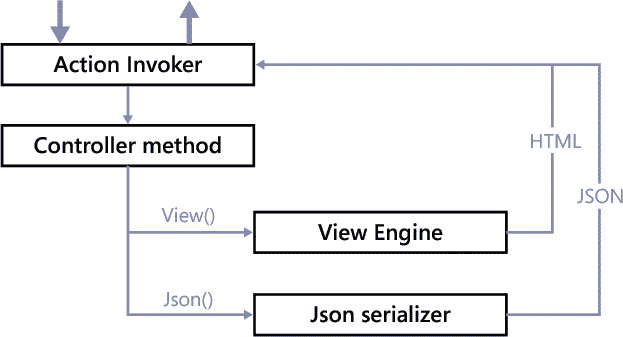 Action Invoker
Controller method
HTML
JSON
View()
View Engine
Json()
Json serializer